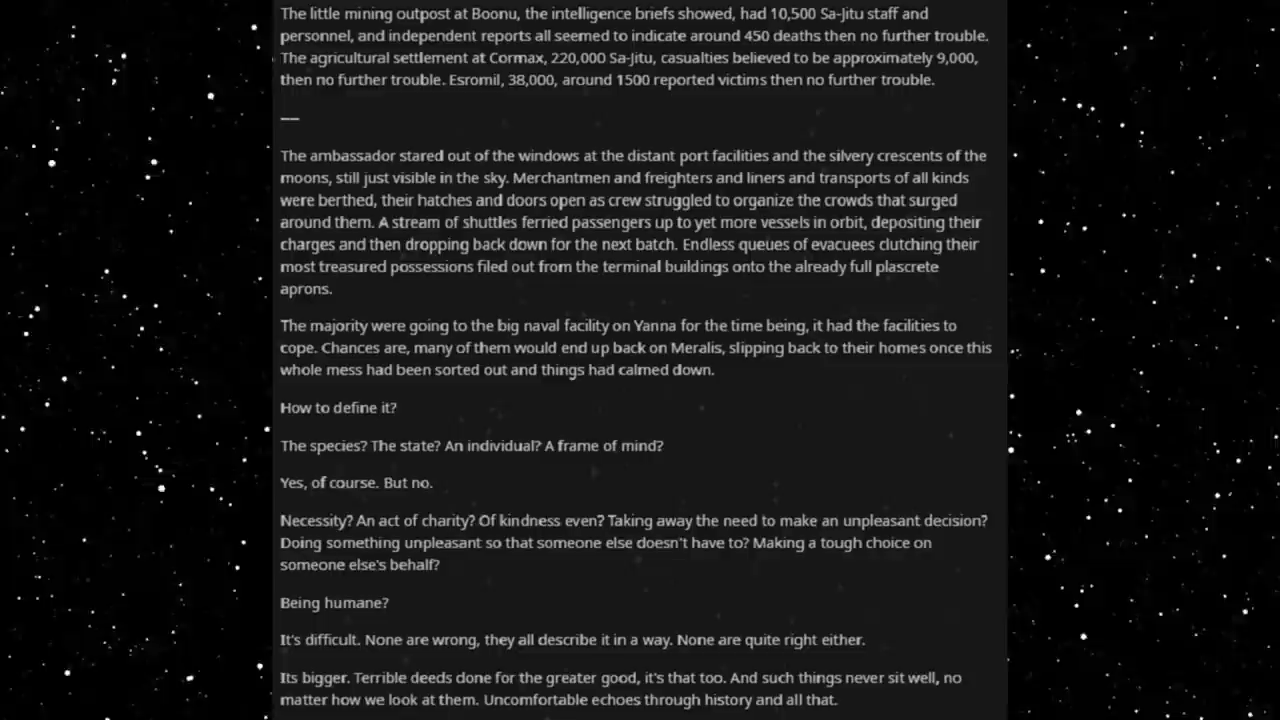 The little mining outpost at Boonu, the intelligence briefs showed, had 10,500 Sa-Jitu staff and
personnel, and independent reports all seemed to indicate around 450 deaths then no further trouble.
The agricultural settlement at Cormax, 220,000 Sa-Jitu, casualties believed to be approximately 9,000,
then no further trouble. Esromil, 38,000, around 1500 reported victims then no further trouble.
—
The ambassador stared out of the windows at the distant port facilities and the silvery crescents of the
moons, still just visible in the sky. Merchantmen and freighters and liners and transports of all kinds
were berthed, their hatches and doors open as crew struggled to organize the crowds that surged
around them. A stream of shuttles ferried passengers up to yet more vessels in orbit, depositing their
charges and then dropping back down for the next batch. Endless queues of evacuees clutching their
most treasured possessions filed out from the terminal buildings onto the already full plascrete
aprons.
The majority were going to the big naval facility on Yanna for the time being, it had the facilities to
cope. Chances are, many of them would end up back on Meralis, slipping back to their homes once this
whole mess had been sorted out and things had calmed down.
How to define it?
The species? The state? An individual? A frame of mind?
Yes, of course. But no.
Necessity? An act of charity? Of kindness even? Taking away the need to make an unpleasant decision?
Doing something unpleasant so that someone else doesn't have to? Making a tough choice on
someone else's behalf?
Being humane?
It's difficult. None are wrong, they all describe it in a way. None are quite right either.
Its bigger. Terrible deeds done for the greater good, it's that too. And such things never sit well, no
matter how we look at them. Uncomfortable echoes through history and all that.